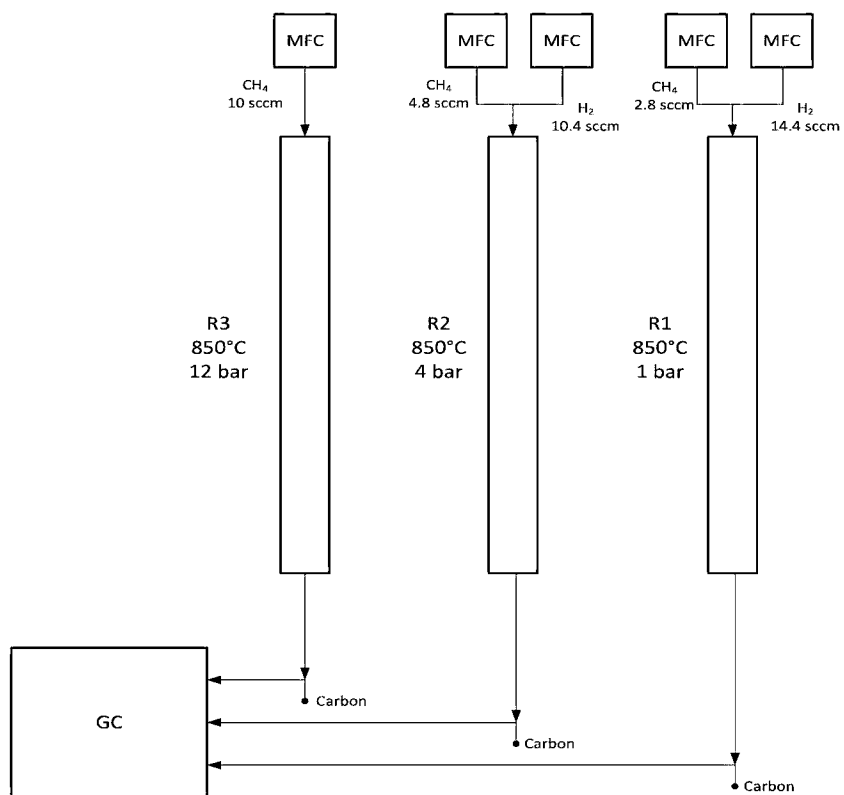 MFC
MFC
MFC
MFC
MFC
CH₄
10 sccm
CH₄
4.8 sccm
H₂
10.4 sccm
CH₄
2.8 sccm
H₂
14.4 sccm
R3
850°C
12 bar
R2
850°C
4 bar
R1
850°C
1 bar
GC
Carbon
Carbon
Carbon